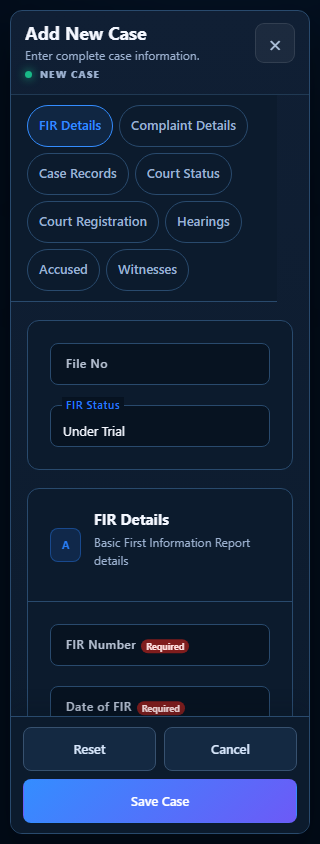 Add New Case
Enter complete case information.
NEW CASE
FIR Details
Complaint Details
Case Records
Court Status
Court Registration
Hearings
Accused
Witnesses
File No
FIR Status
Under Trial
A
FIR Details
Basic First Information Report
details
FIR Number Required
Date of FIR Required
Reset
Cancel
Save Case